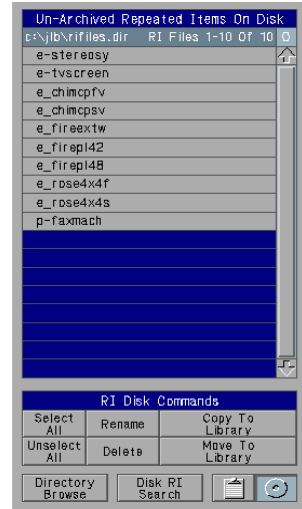 Un-Archived Repeated Items On Disk
c:\jlb\rifiles.dir RI Files 1-10 Of 10 0
e-stereosy
e-tvscreen
e_chimcpfv
e_chimcpsv
e_fireextw
e_firepl42
e_firepl48
e_rose4x4f
e_rose4x4s
p-faxmach
RI Disk Commands
Select All Rename Copy To Library
Unselect All Delete Move To Library
Directory Browse Disk RI Search